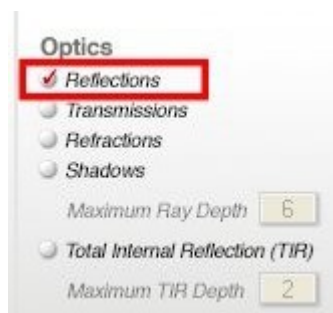 Optics
Reflections
Transmissions
Refractions
Shadows
Maximum Ray Depth 6
Total Internal Reflection (TIR)
Maximum TIR Depth 2